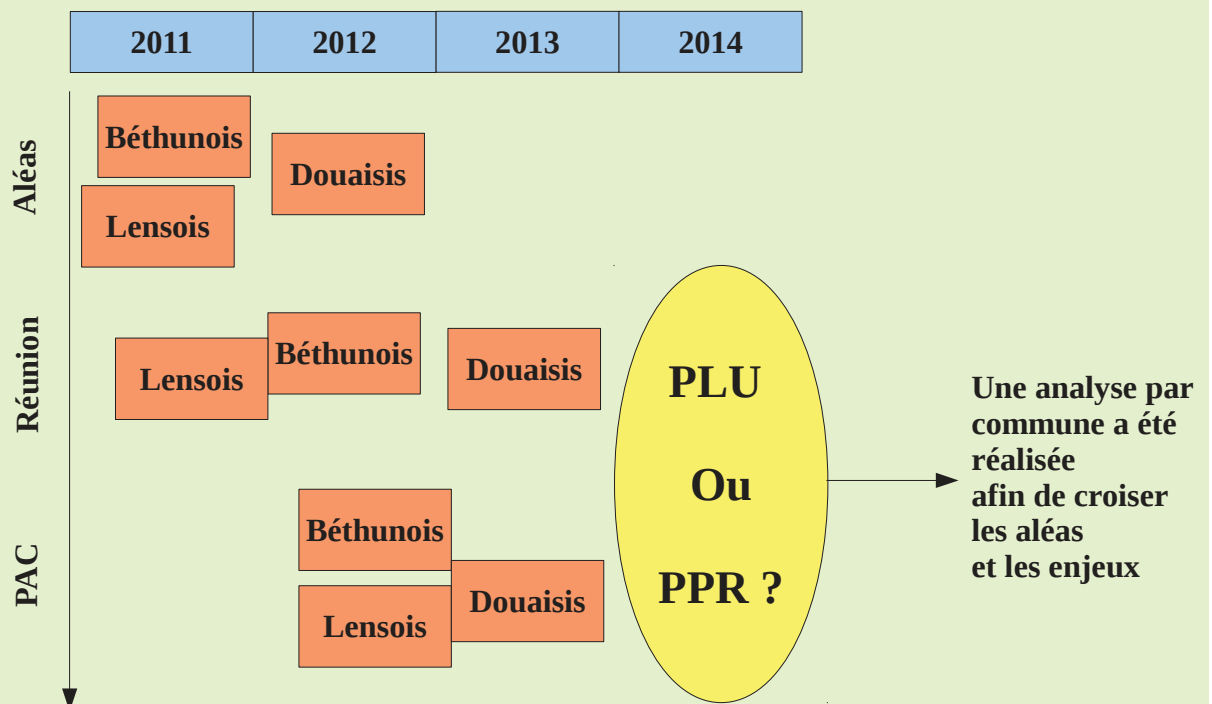 2011 2012 2013 2014
Aléas
Béthunois
Douaisis
Lensois
Réunion
Béthunois
Lensois
Douaisis
PAC
Béthunois
Douaisis
Lensois
PLU
Ou
PPR ?
Une analyse par
commune a été
réalisée
afin de croiser
les aléas
et les enjeux